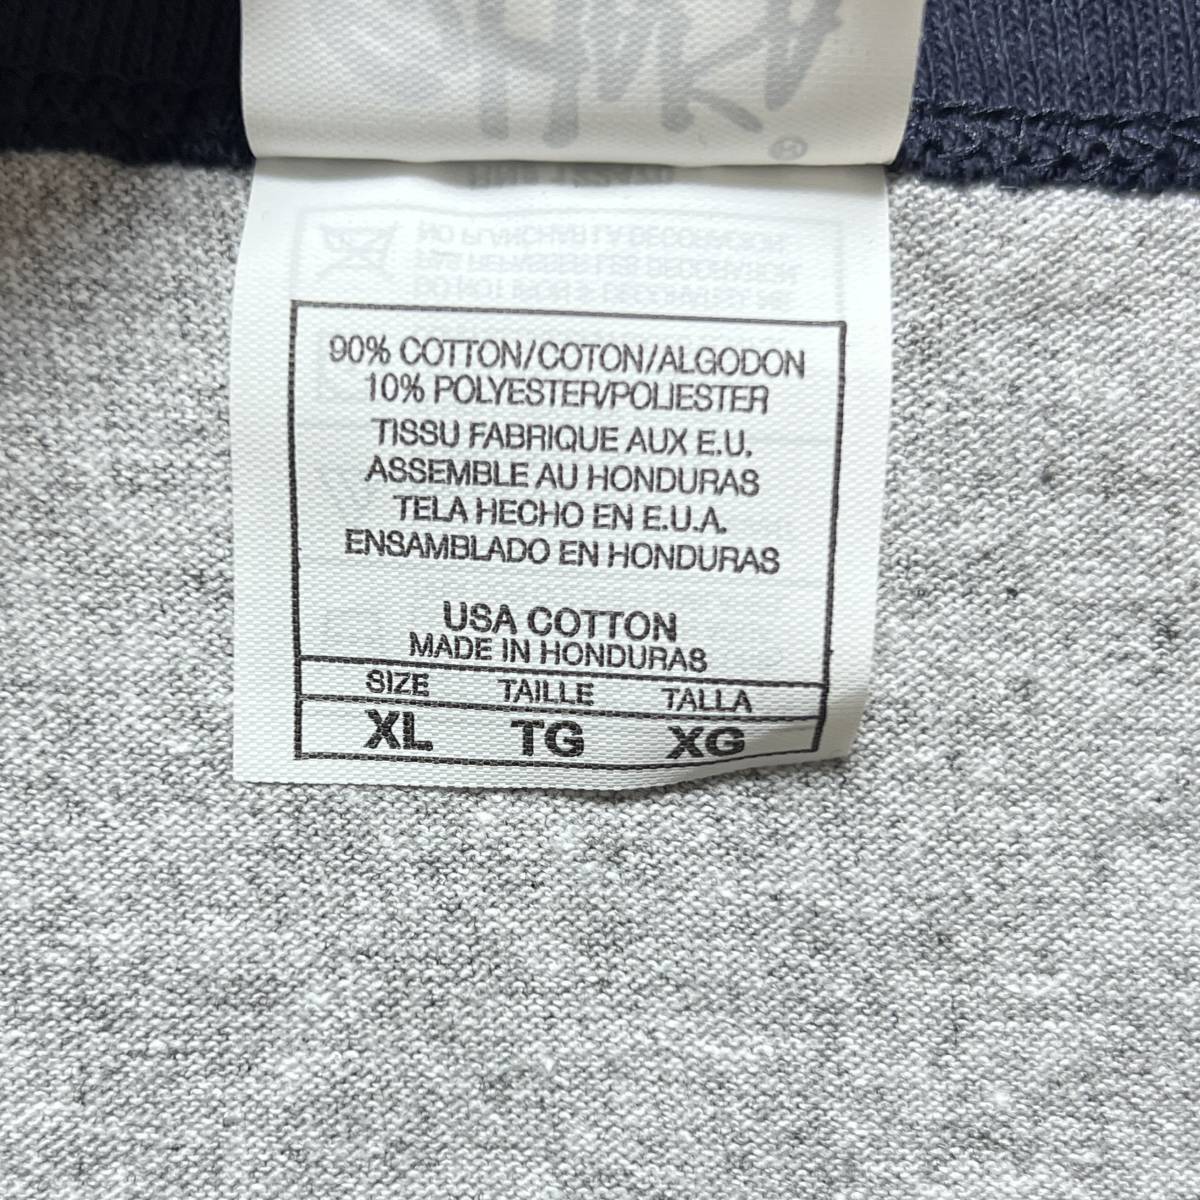 90% COTTON/COTON/ALGODON
10% POLYESTER/POLIESTER
TISSU FABRIQUE AUX E.U.
ASSEMBLE AU HONDURAS
TELA HECHO EN E.U.A.
ENSAMBLADO EN HONDURAS
USA COTTON
MADE IN HONDURAS
SIZE TAILLE TALLA
XL TG XG